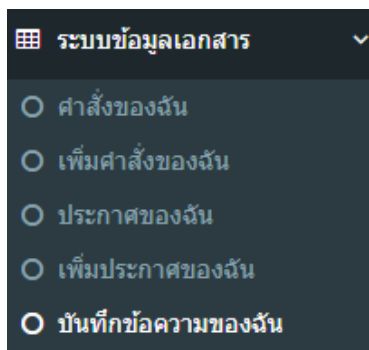 ระบบข้อมูลเอกสาร
คำสั่งของฉัน
เพิ่มคำสั่งของฉัน
ประกาศของฉัน
เพิ่มประกาศของฉัน
บันทึกข้อความของฉัน